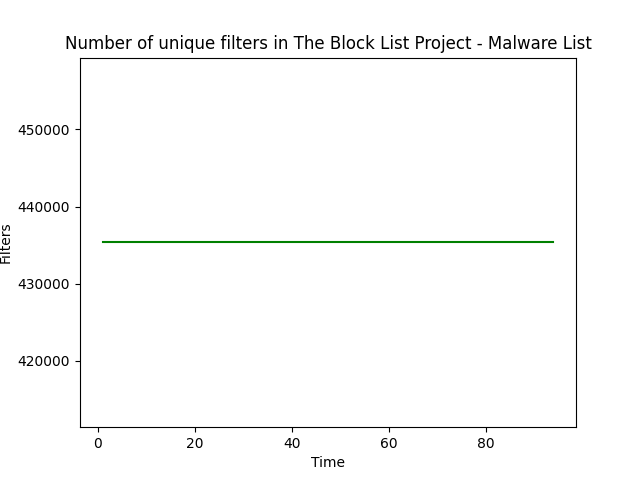 Number of unique filters in The Block List Project - Malware List
450000
440000
430000
420000
Filters
0 20 40 60 80
Time